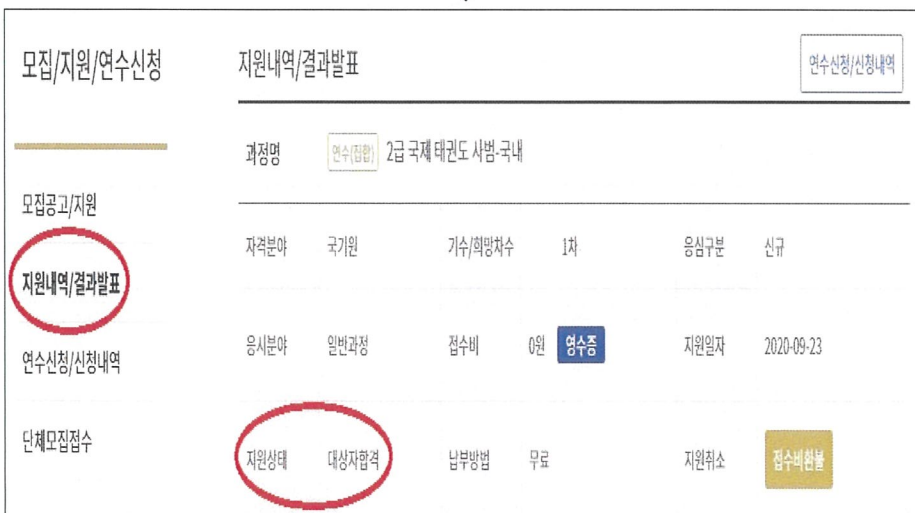 모집/지원/연수신청
모집공고/지원
지원내역/결과발표
연수신청/신청내역
단체모집접수
지원내역/결과발표
연수신청/신청내역
과정명 연수(집합) 2급 국제 태권도 사범-국내
자격분야 국기원 기수/희망차수 1차 응심구분 신규
응시분야 일반과정 접수비 0원 영수증 지원일자 2020-09-23
지원상태 대상자합격 납부방법 무료 지원취소 접수비환불